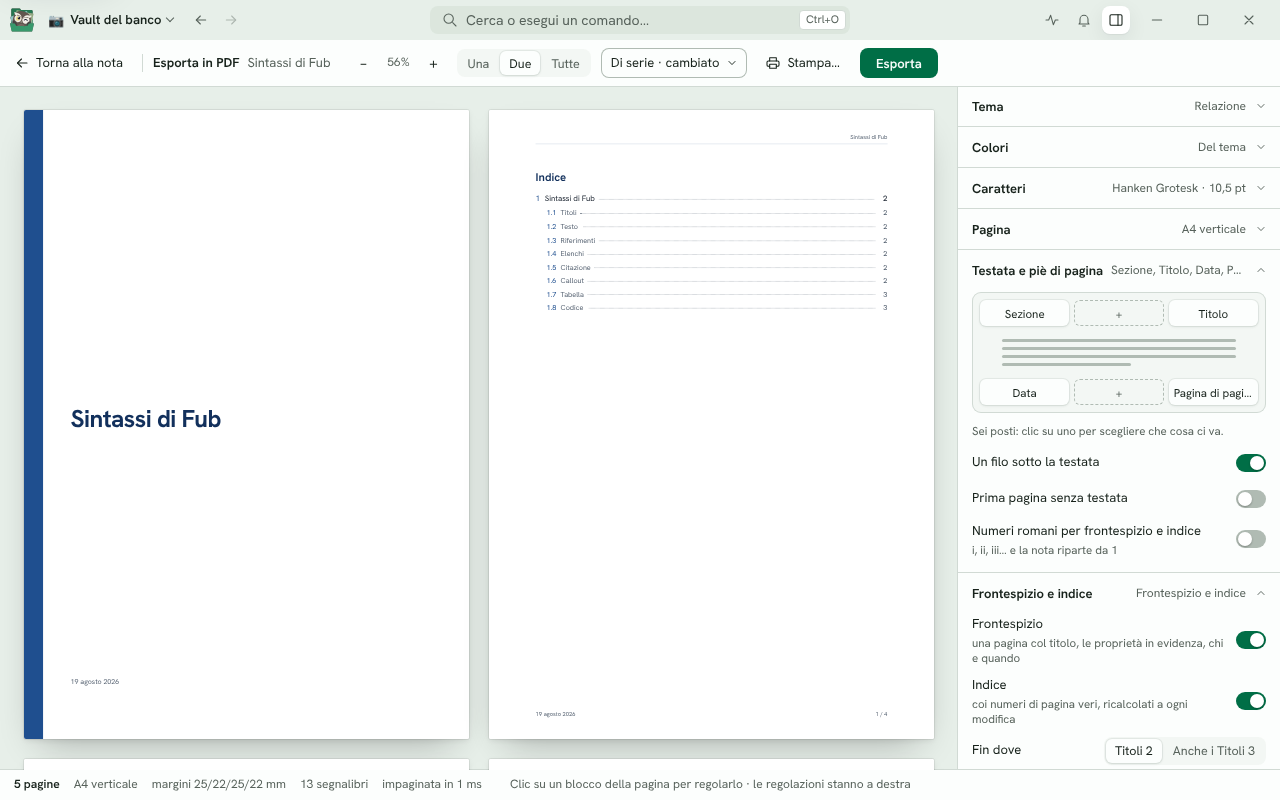 Vault del banco
Cerca o esegui un comando...
Ctrl+O
Torna alla nota
Esporta in PDF
Sintassi di Fub
−
56%
+
Una
Due
Tutte
Di serie · cambiato
Stampa...
Esporta
Sintassi di Fub
19 agosto 2026
Sintassi di Fub
Indice
1 Sintassi di Fub 2
1.1 Titoli 2
1.2 Testo 2
1.3 Riferimenti 2
1.4 Elenchi 2
1.5 Citazione 2
1.6 Callout 2
1.7 Tabella 3
1.8 Codice 3
19 agosto 2026
1 / 4
Tema
Relazione
Colori
Del tema
Caratteri
Hanken Grotesk · 10,5 pt
Pagina
A4 verticale
Testata e piè di pagina
Sezione, Titolo, Data, P...
Sezione
+
Titolo
Data
+
Pagina di pagi...
Sei posti: clic su uno per scegliere che cosa ci va.
Un filo sotto la testata
Prima pagina senza testata
Numeri romani per frontespizio e indice
i, ii, iii... e la nota riparte da 1
Frontespizio e indice
Frontespizio e indice
Frontespizio
una pagina col titolo, le proprietà in evidenza, chi
e quando
Indice
coi numeri di pagina veri, ricalcolati a ogni
modifica
Fin dove
Titoli 2
Anche i Titoli 3
5 pagine
A4 verticale
margini 25/22/25/22 mm
13 segnalibri
impaginata in 1 ms
Clic su un blocco della pagina per regolarlo · le regolazioni stanno a destra